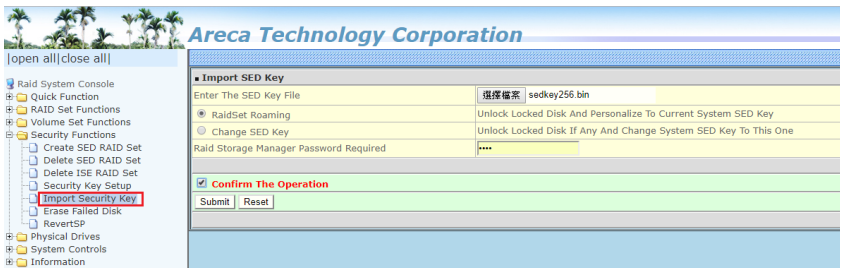 Areca Technology Corporation
|open all|close all|
Raid System Console
Quick Function
RAID Set Functions
Volume Set Functions
Security Functions
Create SED RAID Set
Delete SED RAID Set
Delete ISE RAID Set
Security Key Setup
Import Security Key
Erase Failed Disk
RevertSP
Physical Drives
System Controls
Information
Import SED Key
Enter The SED Key File 選擇檔案 sedkey256.bin
RaidSet Roaming Unlock Locked Disk And Personalize To Current System SED Key
Change SED Key Unlock Locked Disk If Any And Change System SED Key To This One
Raid Storage Manager Password Required ••••
Confirm The Operation
Submit Reset